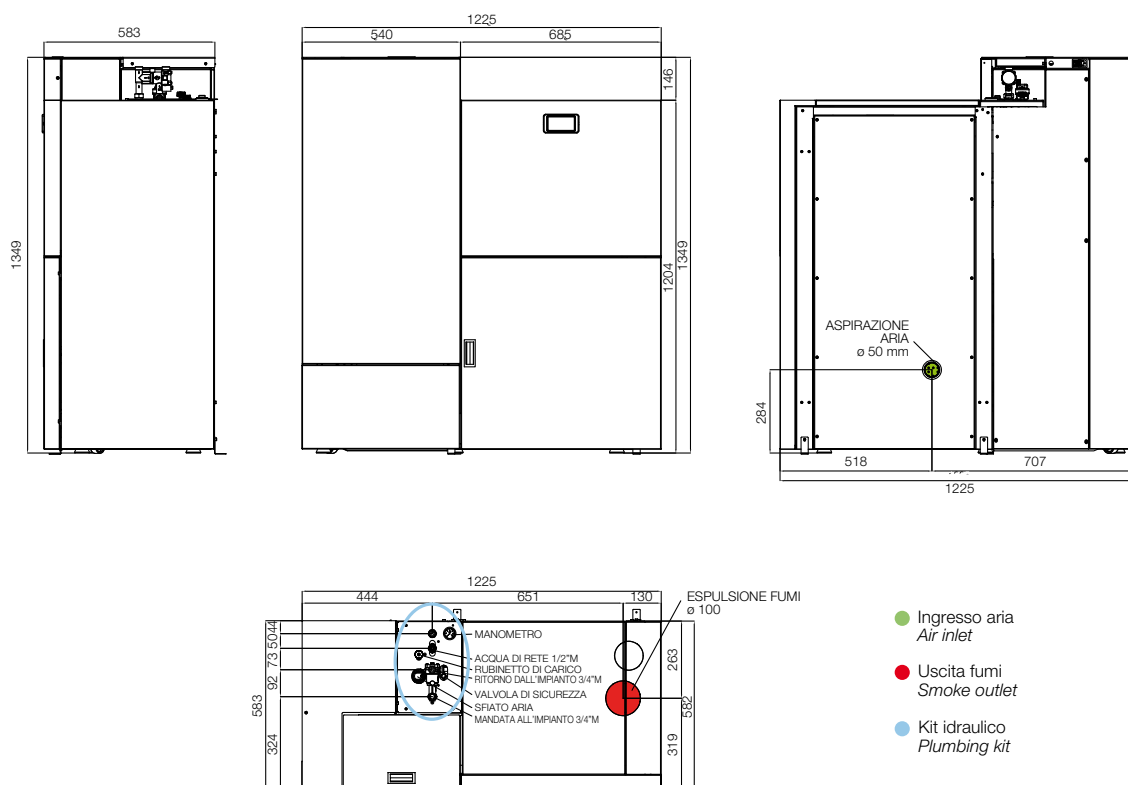 583
1225
540
685
146
1349
1204
1349
ASPIRAZIONE
ARIA
ø 50 mm
284
518
707
1225
1225
444
651
130
ESPULSIONE FUMI
ø 100
44
50
73
92
324
583
MANOMETRO
ACQUA DI RETE 1/2"M
RUBINETTO DI CARICO
RITORNO DALL'IMPIANTO 3/4"M
VALVOLA DI SICUREZZA
SFIATO ARIA
MANDATA ALL'IMPIANTO 3/4"M
263
582
319
Ingresso aria
Air inlet
Uscita fumi
Smoke outlet
Kit idraulico
Plumbing kit